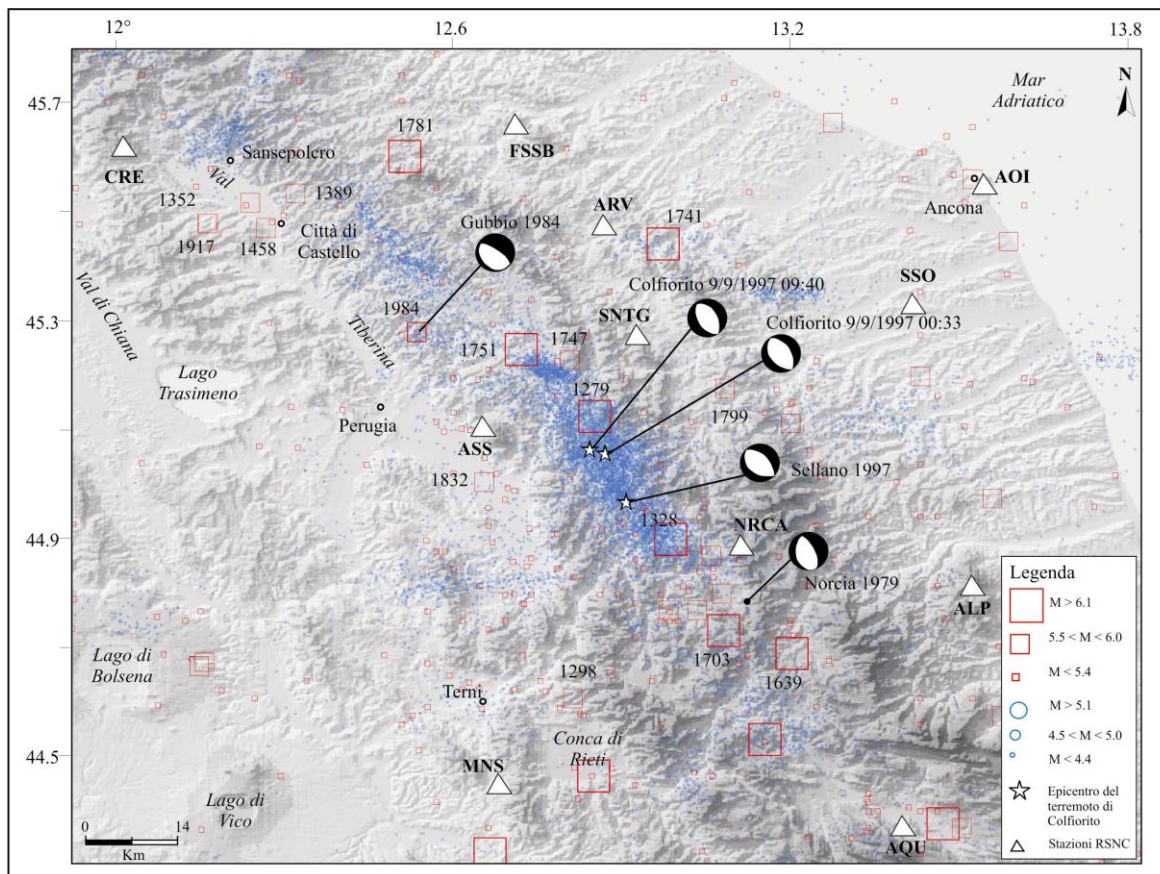 12°
12.6
13.2
13.8
45.7
45.3
44.9
44.5
N
Mar
Adriatico
1781
FSSB
CRE
Sansepolcro
Val
1352
1389
1917
1458
Città di
Castello
ARV
Gubbio 1984
1741
AOI
Ancona
Colfiorito 9/9/1997 09:40
SSO
Val di Chiana
1984
Tiberina
SNTG
Colfiorito 9/9/1997 00:33
1751
1747
Lago
Trasimeno
1279
1799
Perugia
ASS
1832
Sellano 1997
1328
NRCA
Norcia 1979
ALP
Lago di
Bolsena
1703
1639
1298
Terni
Conca di
Rieti
MNS
Lago di
Vico
AQU
0
14
Km
Legenda
M > 6.1
5.5 < M < 6.0
M < 5.4
M > 5.1
4.5 < M < 5.0
M < 4.4
Epicentro del
terremoto di
Colfiorito
Stazioni RSNC